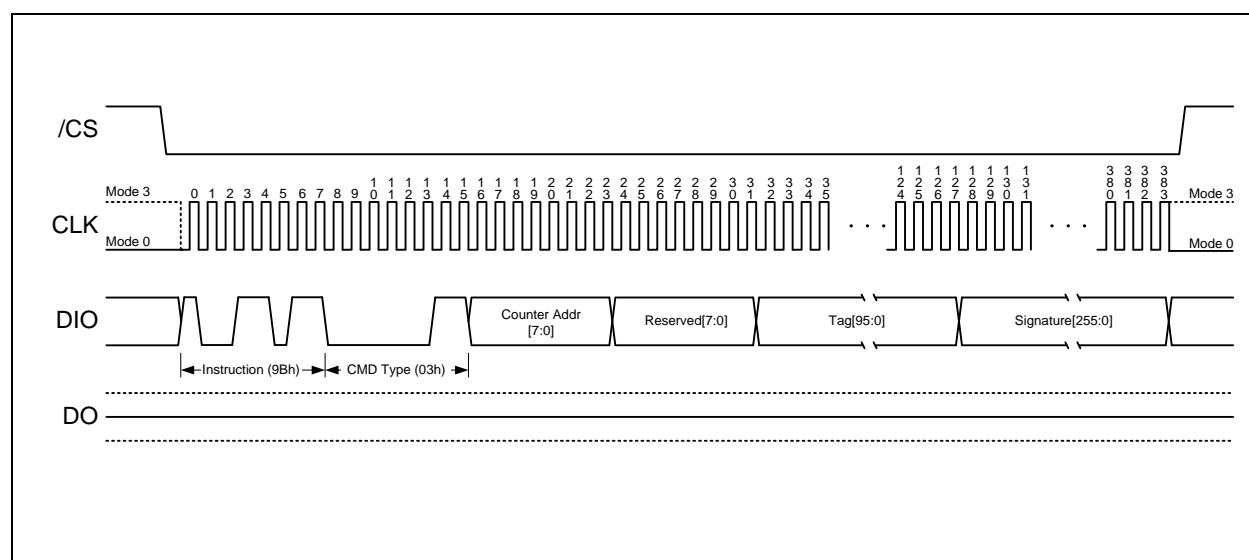 /CS
Mode 3
0 1 2 3 4 5 6 7 8 9 10 11 12 13 14 15 16 17 18 19 20 21 22 23 24 25 26 27 28 29 30 31 32 33 34 35 124 125 126 127 128 129 130 131 380 381 382 383
Mode 3
CLK
Mode 0
. . .
. . .
Mode 0
DIO
Counter Addr
[7:0]
Reserved[7:0]
Tag[95:0]
Signature[255:0]
Instruction (9Bh)
CMD Type (03h)
DO